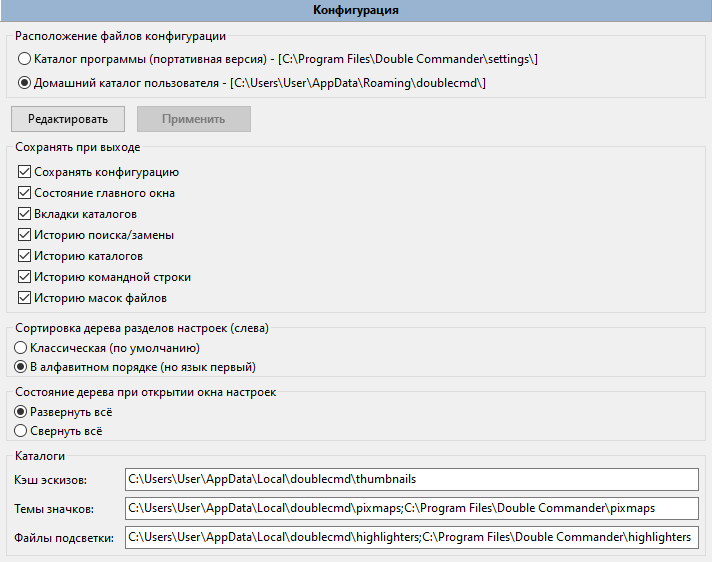 Конфигурация
Расположение файлов конфигурации
Каталог программы (портативная версия) - [C:\Program Files\Double Commander\settings\]
Домашний каталог пользователя - [C:\Users\User\AppData\Roaming\doublecmd\]
Редактировать Применить
Сохранять при выходе
Сохранять конфигурацию
Состояние главного окна
Вкладки каталогов
Историю поиска/замены
Историю каталогов
Историю командной строки
Историю масок файлов
Сортировка дерева разделов настроек (слева)
Классическая (по умолчанию)
В алфавитном порядке (но язык первый)
Состояние дерева при открытии окна настроек
Развернуть всё
Свернуть всё
Каталоги
Кэш эскизов: C:\Users\User\AppData\Local\doublecmd\thumbnails
Темы значков: C:\Users\User\AppData\Local\doublecmd\pixmaps;C:\Program Files\Double Commander\pixmaps
Файлы подсветки: C:\Users\User\AppData\Local\doublecmd\highlighters;C:\Program Files\Double Commander\highlighters